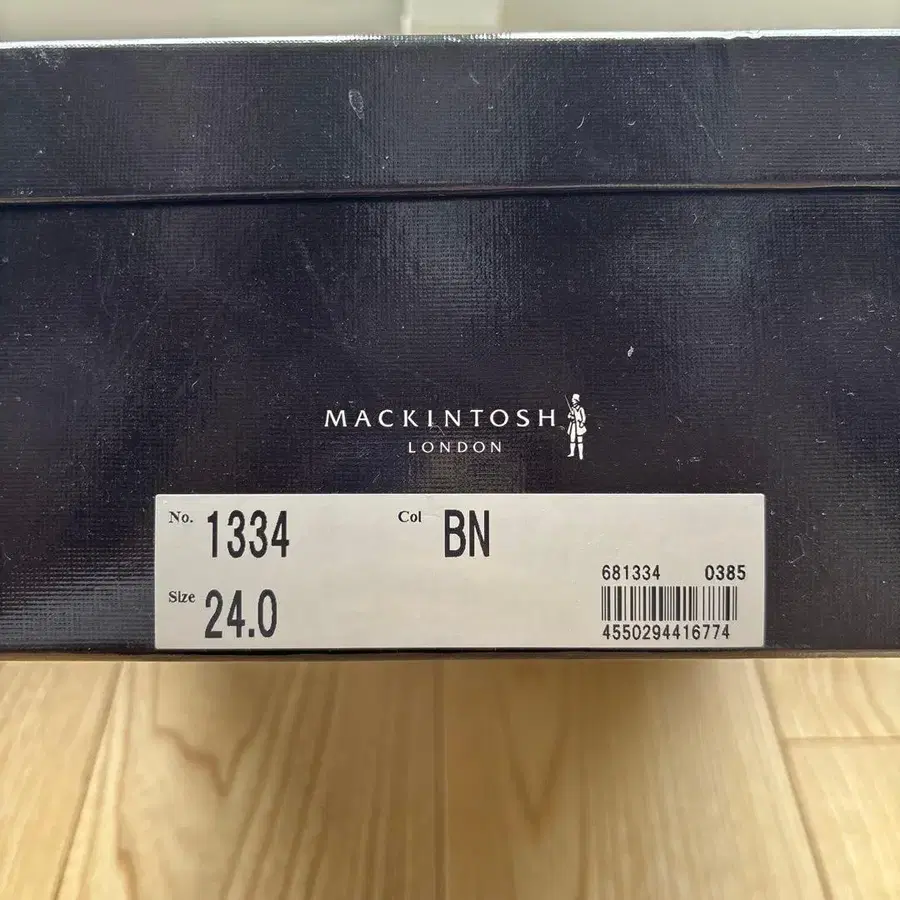 MACKINTOSH
LONDON
No. 1334 Col BN
Size 24.0
681334 0385
4550294416774